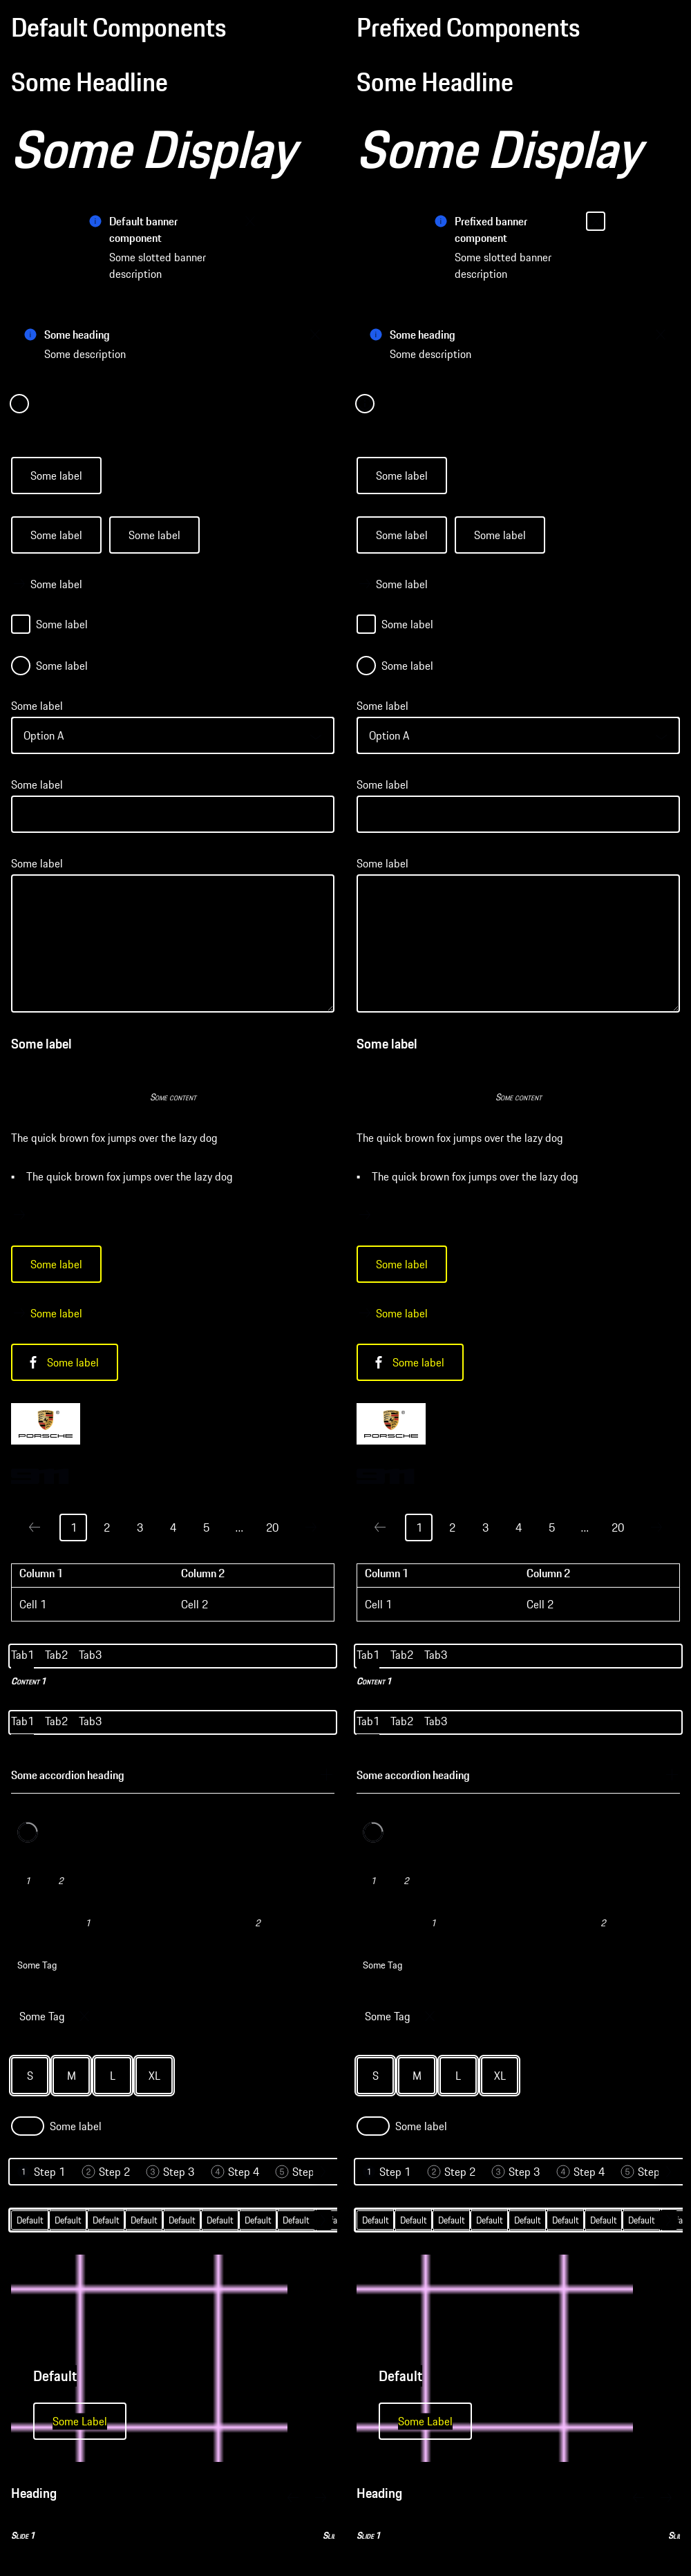 Default Components Prefixed Components
Some Headline Some Headline
Some Display Some Display
Default banner Prefixed banner
component component
Some slotted banner Some slotted banner
description description
Some heading Some heading
Some description Some description
Some label Some label
Some label Some label Some label Some label
Some label Some label
Some label Some label
Some label Some label
Some label Some label
Option A Option A
Some label Some label
Some label Some label
Some label Some label
Some content Some content
The quick brown fox jumps over the lazy dog The quick brown fox jumps over the lazy dog
• The quick brown fox jumps over the lazy dog • The quick brown fox jumps over the lazy dog
Some label Some label
Some label Some label
Some label Some label
PORSCHE PORSCHE
1 2 3 4 5 ... 20 1 2 3 4 5 ... 20
Column 1 Column 2 Column 1 Column 2
Cell 1 Cell 2 Cell 1 Cell 2
Tab1 Tab2 Tab3 Tab1 Tab2 Tab3
Content 1 Content 1
Tab1 Tab2 Tab3 Tab1 Tab2 Tab3
Some accordion heading Some accordion heading
1 2 1 2
1 2 1 2
Some Tag Some Tag
Some Tag Some Tag
S M L XL S M L XL
Some label Some label
1 Step 1 2 Step 2 3 Step 3 4 Step 4 5 Step 1 Step 1 2 Step 2 3 Step 3 4 Step 4 5 Step
Default Default Default Default Default Default Default Default Default Default Default Default Default Default Default Default
Default Default
Some Label Some Label
Heading Heading
Slide 1 Slide 1